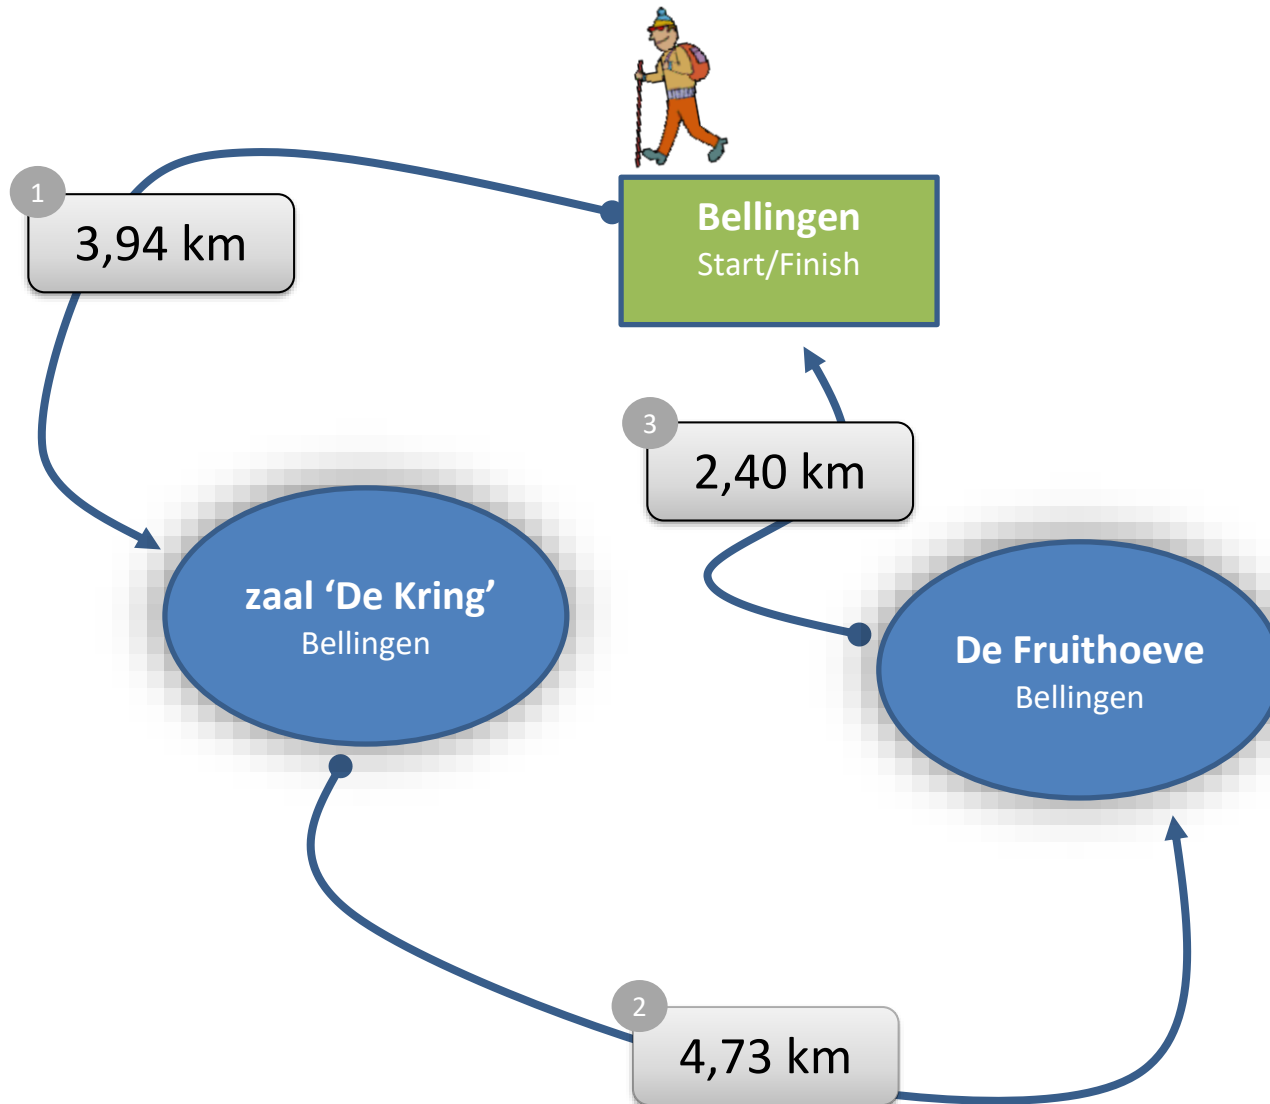 Bellingen
Start/Finish
1
3,94 km
3
2,40 km
zaal ‘De Kring’
Bellingen
De Fruithoeve
Bellingen
2
4,73 km